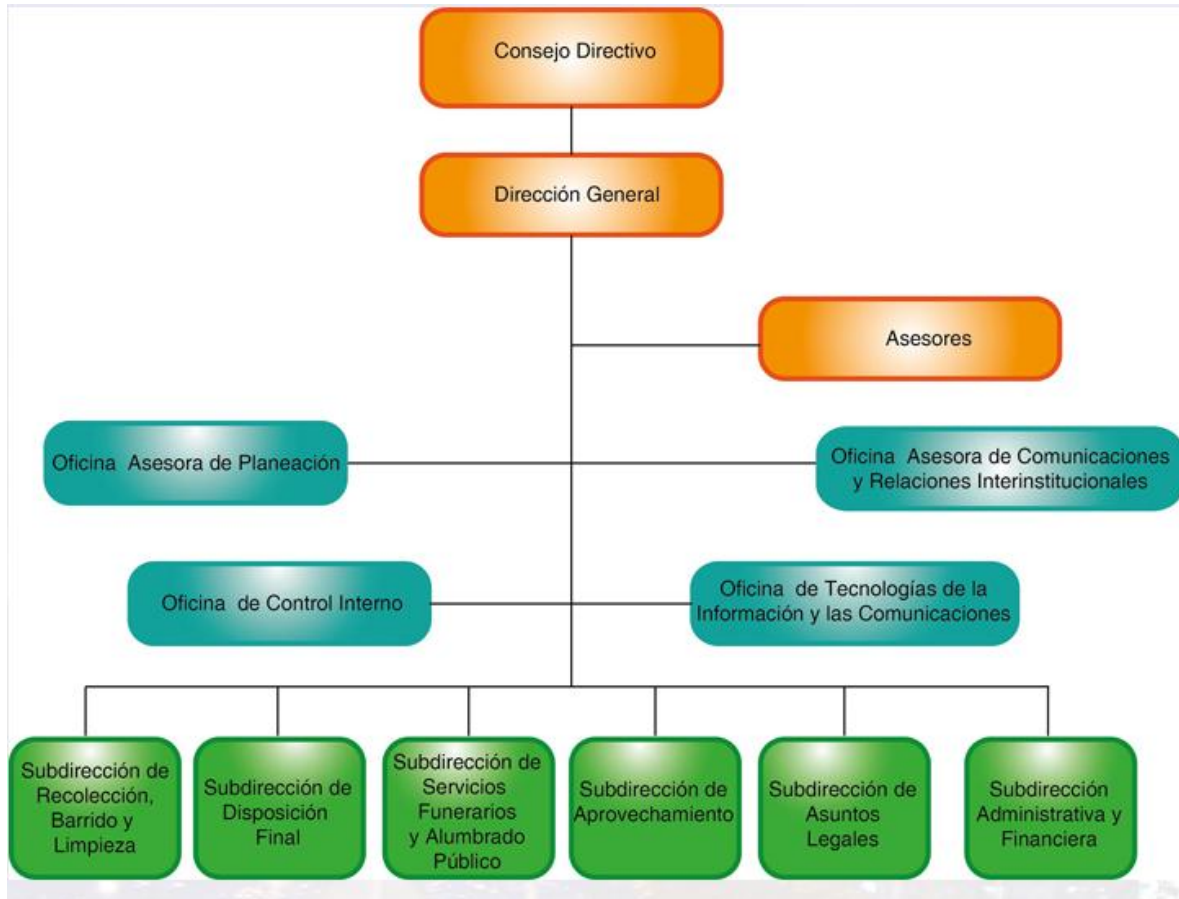 Consejo Directivo
Dirección General
Asesores
Oficina Asesora de Planeación
Oficina Asesora de Comunicaciones
y Relaciones Interinstitucionales
Oficina de Control Interno
Oficina de Tecnologías de la
Información y las Comunicaciones
Subdirección de
Recolección,
Barrido y
Limpieza
Subdirección de
Disposición
Final
Subdirección de
Servicios
Funerarios
y Alumbrado
Público
Subdirección de
Aprovechamiento
Subdirección de
Asuntos
Legales
Subdirección
Administrativa y
Financiera